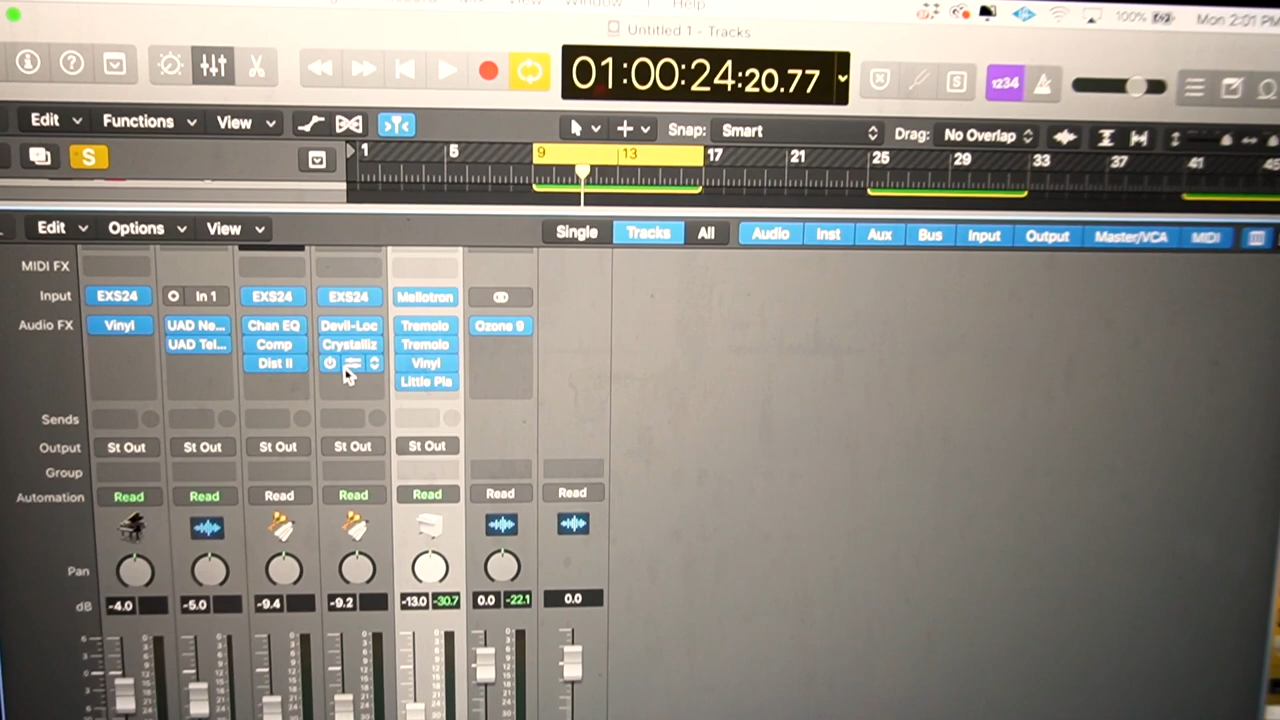 Window Help
100% Mon 2:01 PM
Untitled 1 - Tracks
01:00:24:20.77
S
1234
Edit Functions View Snap: Smart Drag: No Overlap
S
1 5 9 13 17 21 25 29 33 37 41
Edit Options View Single Tracks All Audio Inst Aux Bus Input Output Master/VCA MIDI
MIDI FX
Input EXS24 In 1 EXS24 EXS24 Mellotron
Audio FX Vinyl UAD Ne... Chan EQ Devil-Loc Tremolo Ozone 9
UAD Tel... Comp Crystalliz Tremolo
Dist II Vinyl
Little Pla
Sends
Output St Out St Out St Out St Out St Out
Group
Automation Read Read Read Read Read Read Read
Pan
dB -4.0 -5.0 -9.4 -9.2 -13.0 -30.7 0.0 -22.1 0.0